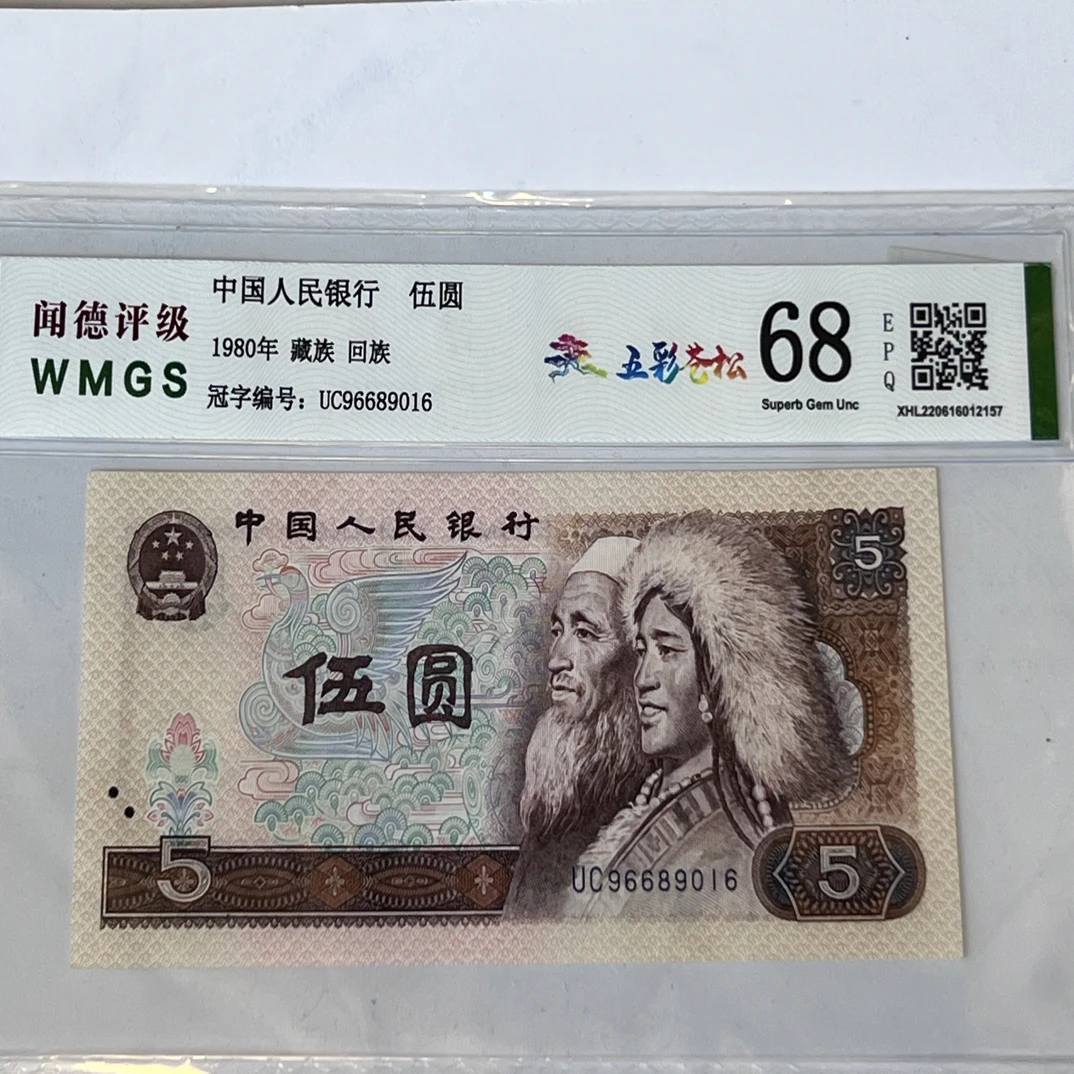 闻德评级
WMGS
中国人民银行 伍圆
1980年 藏族 回族
冠字编号：UC96689016
五彩苍松
68
Superb Gem Unc
EPQ
XHL220616012157
中国人民银行
5
伍圆
5
UC96689016
5